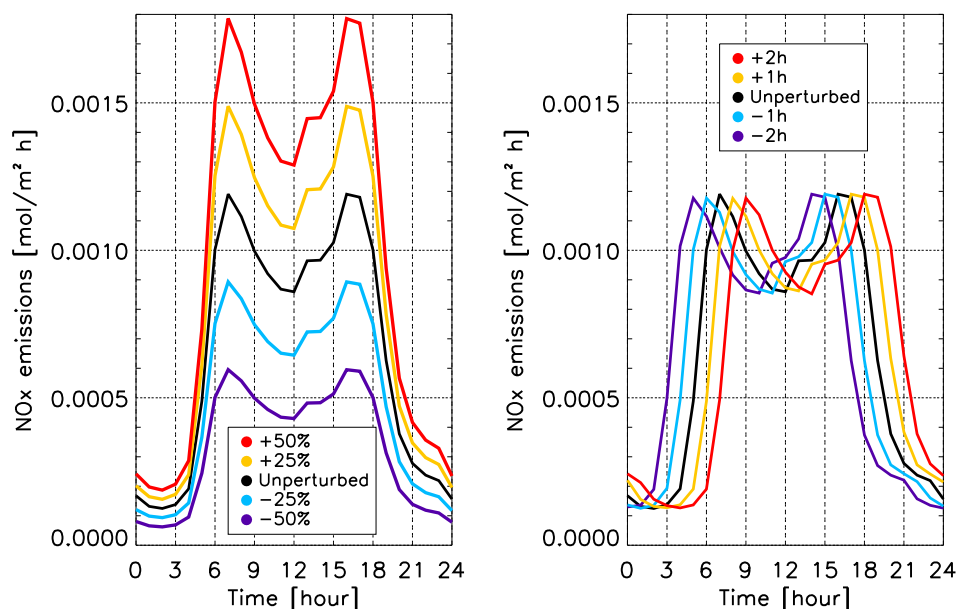 NOx emissions [mol/m² h]
0.0015
0.0010
0.0005
0.0000
+50%
+25%
Unperturbed
−25%
−50%
0 3 6 9 12 15 18 21 24
Time [hour]
NOx emissions [mol/m² h]
0.0015
0.0010
0.0005
0.0000
+2h
+1h
Unperturbed
−1h
−2h
0 3 6 9 12 15 18 21 24
Time [hour]